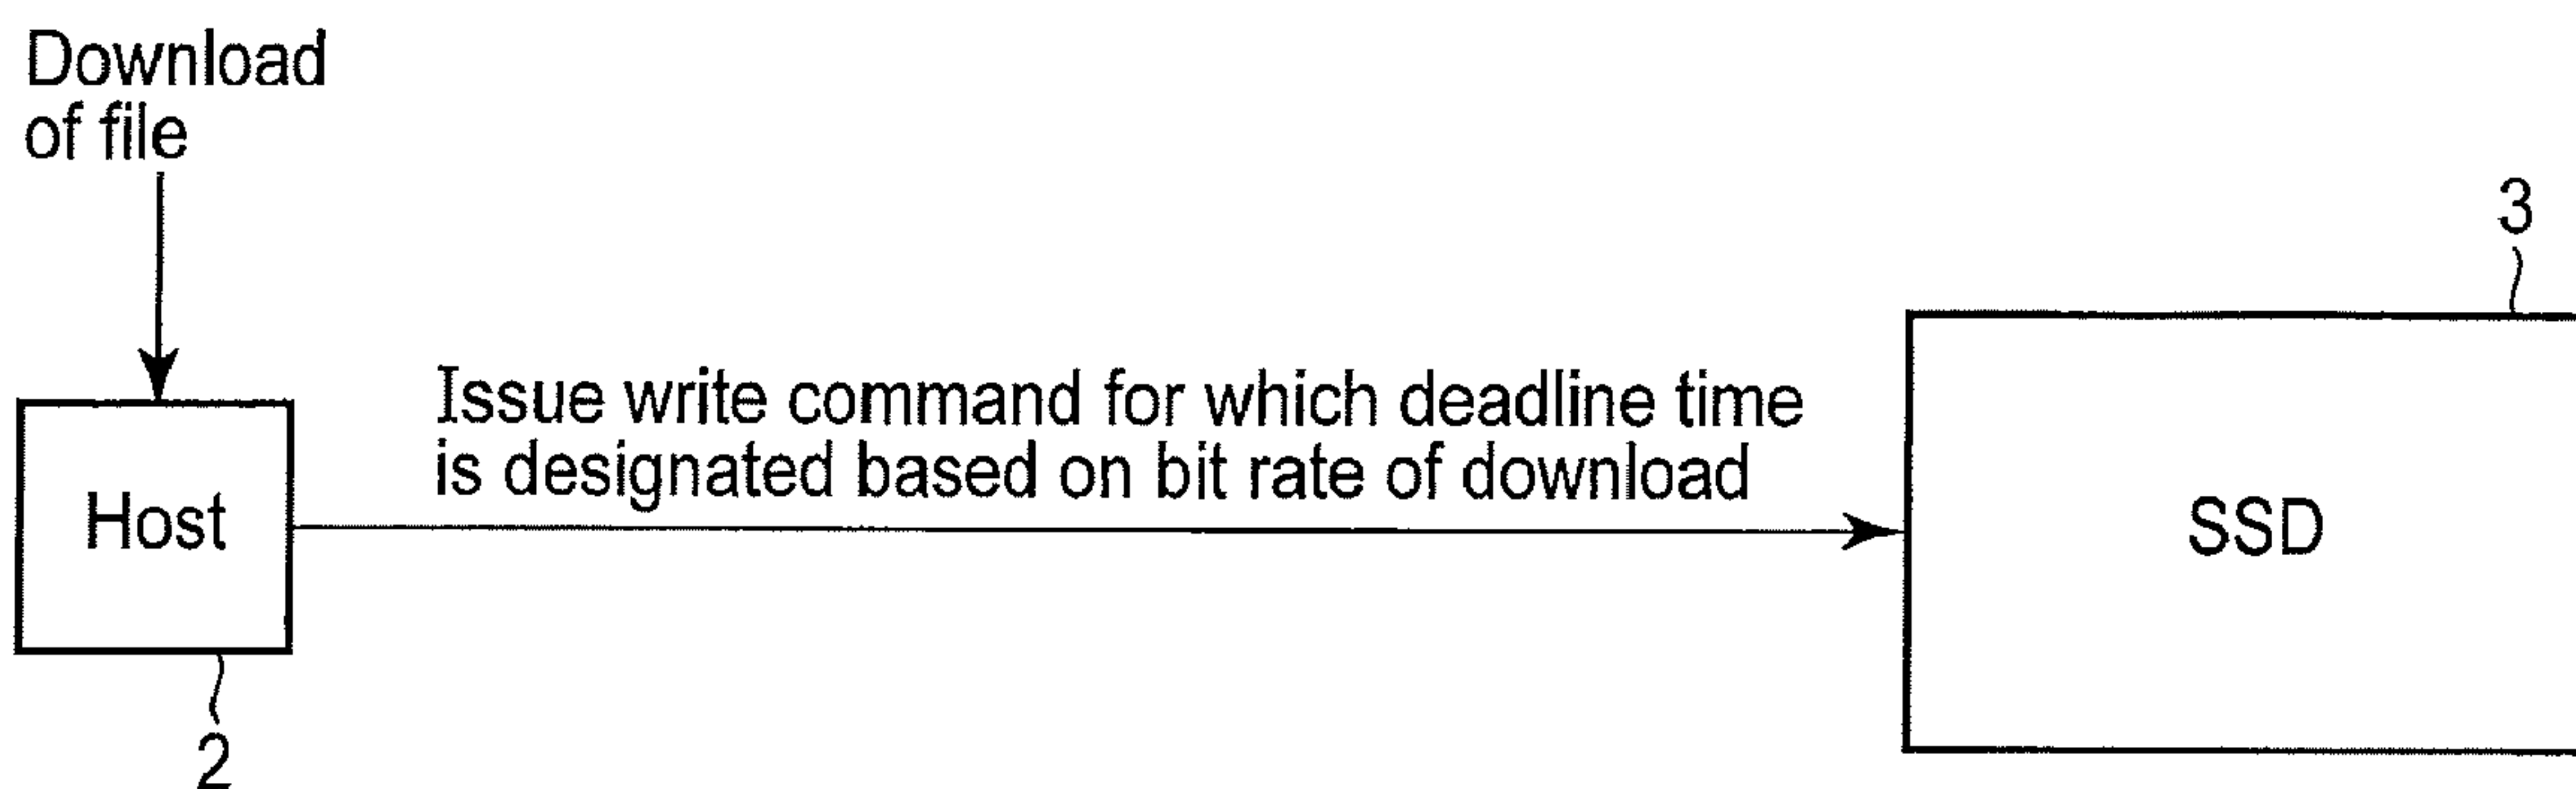 Download
of file
3
Issue write command for which deadline time
is designated based on bit rate of download
Host
SSD
2